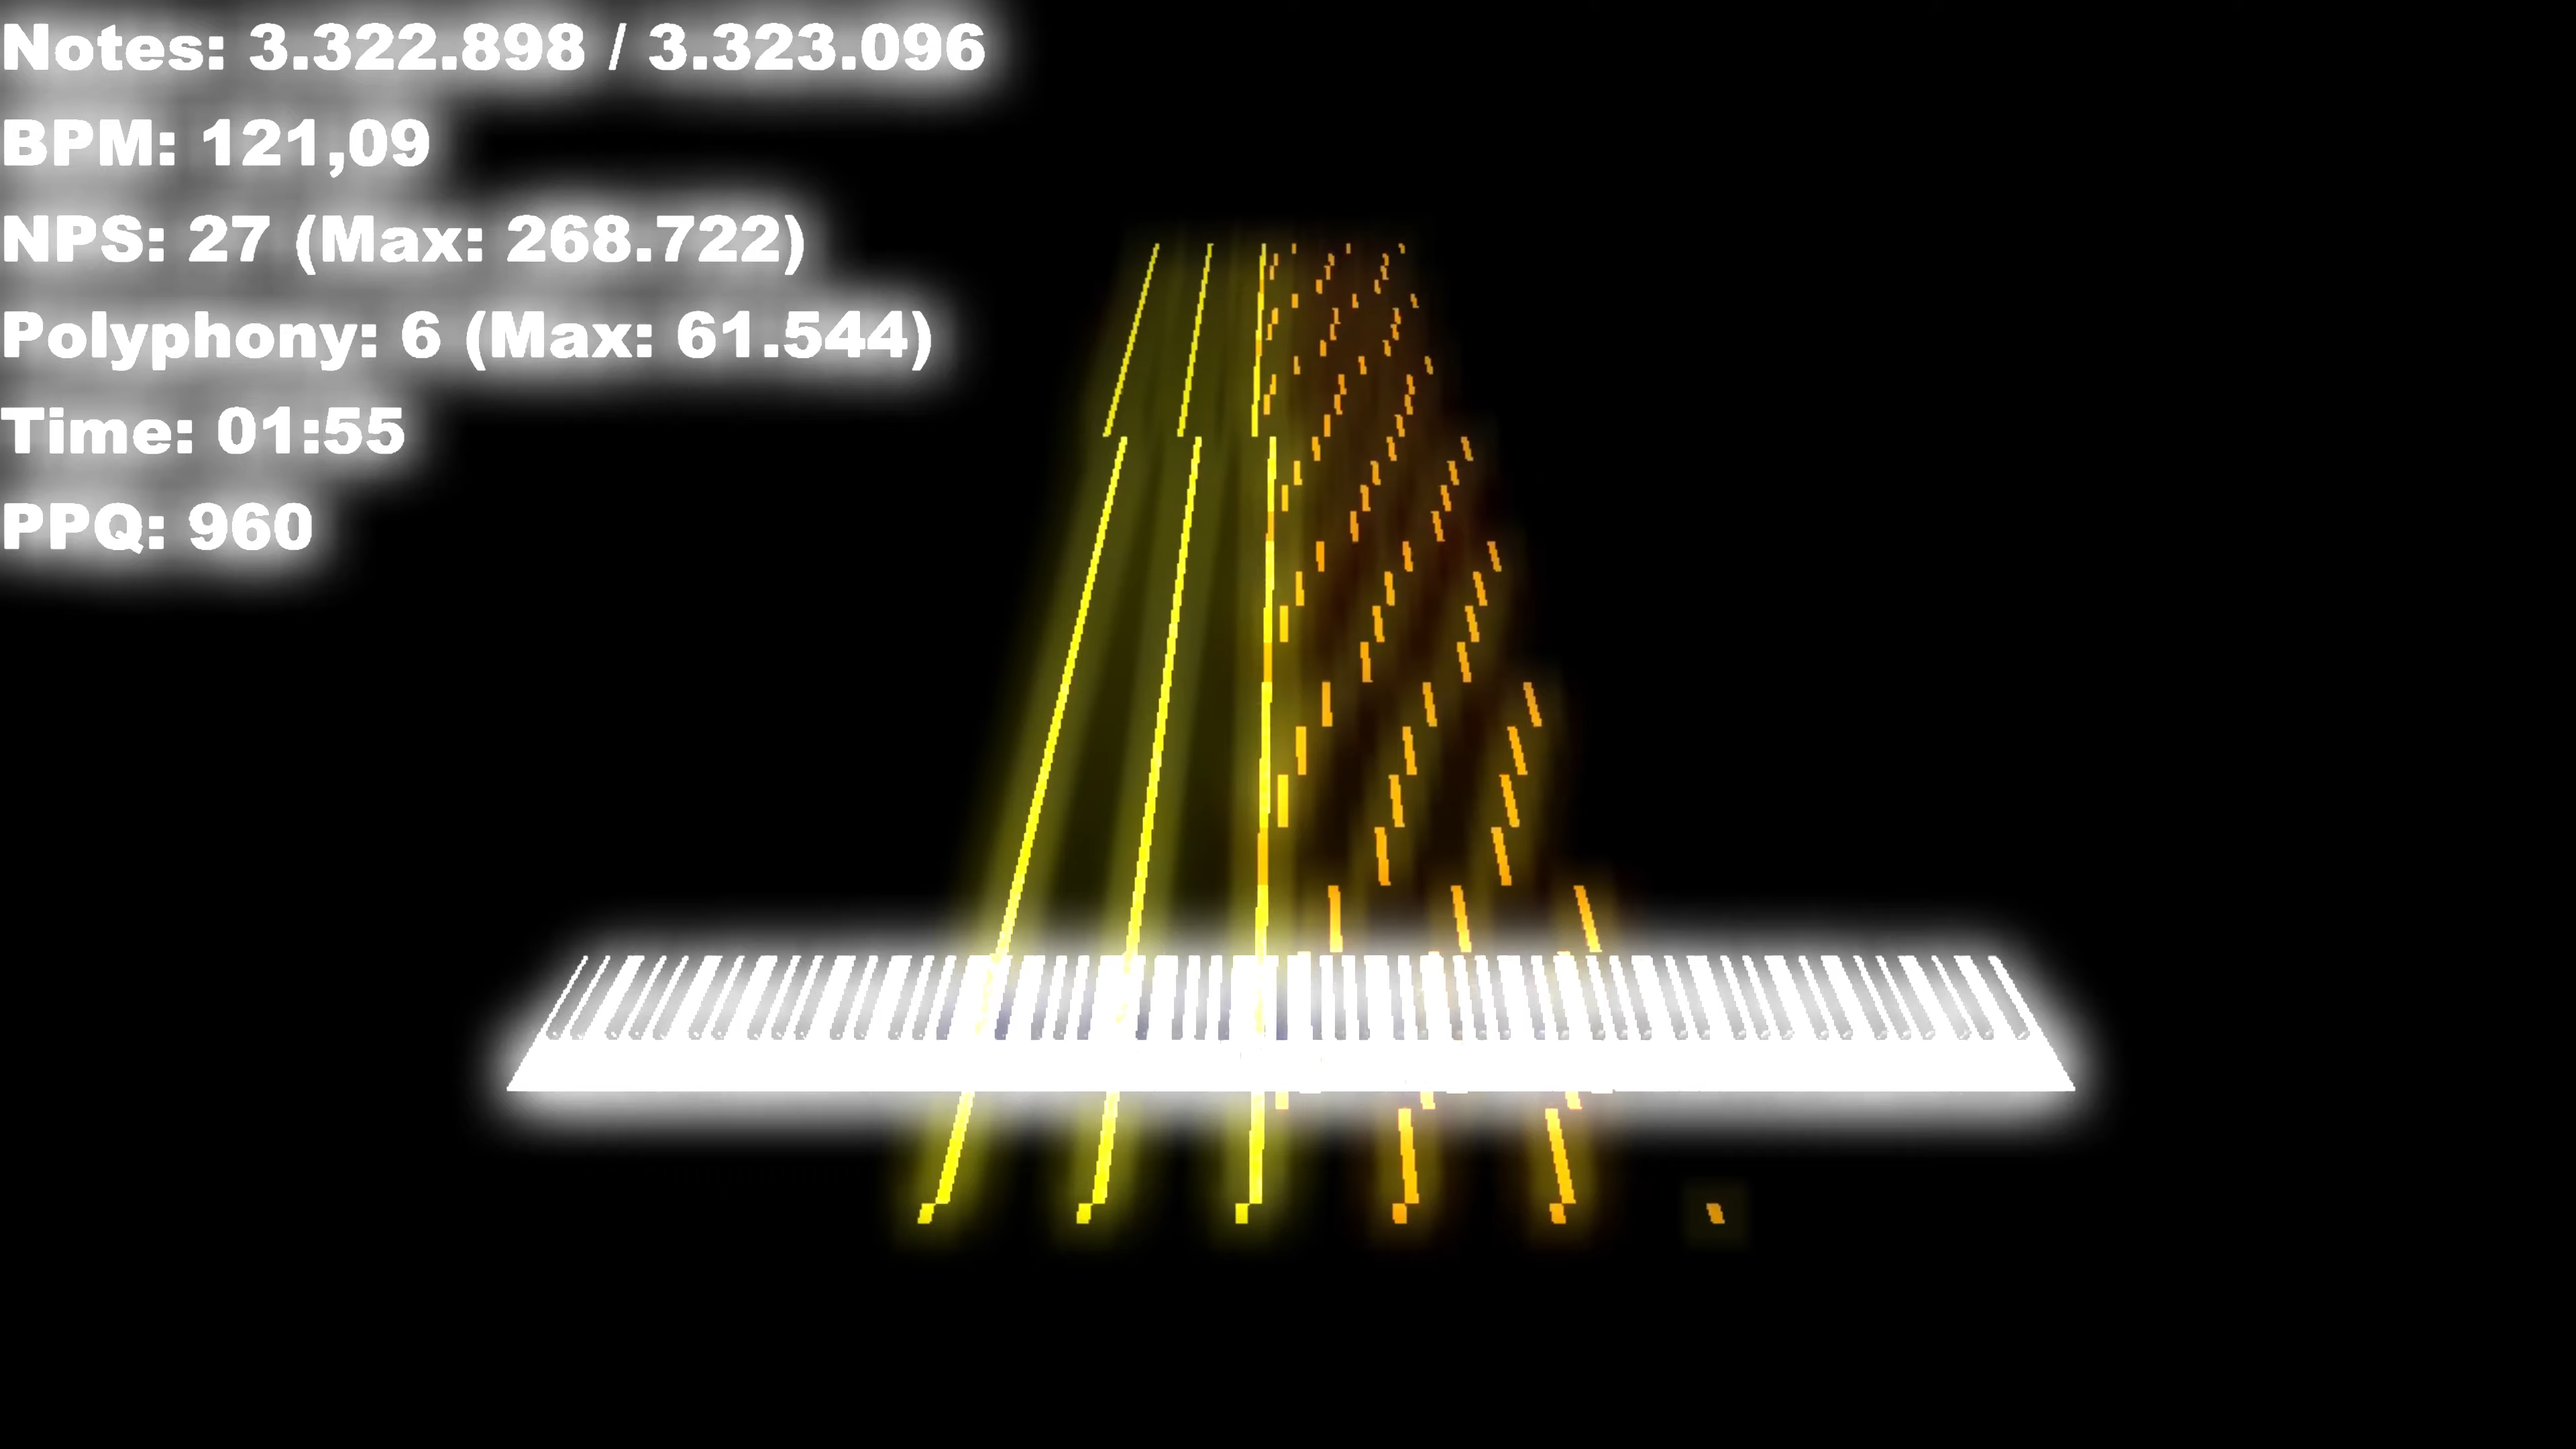 Notes: 3.322.898 / 3.323.096
BPM: 121,09
NPS: 27 (Max: 268.722)
Polyphony: 6 (Max: 61.544)
Time: 01:55
PPQ: 960